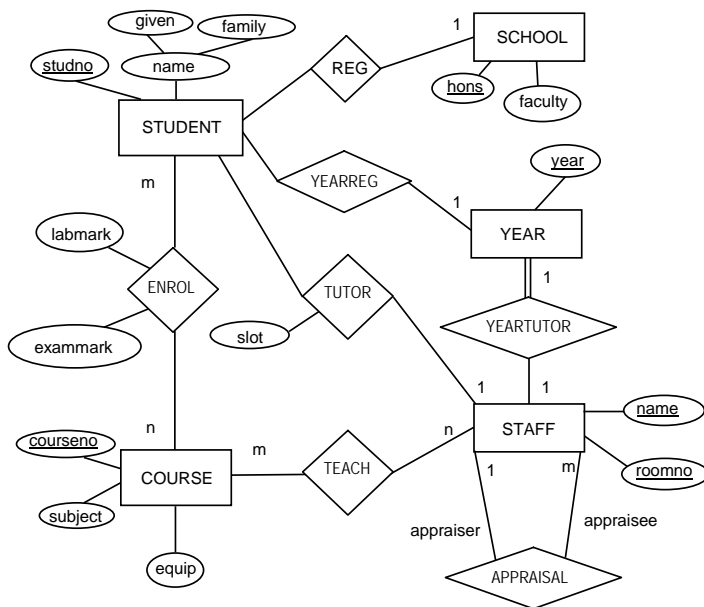 given
family
1
SCHOOL
studno
name
REG
hons
faculty
STUDENT
year
m
YEARREG
1
YEAR
labmark
ENROL
TUTOR
1
slot
YEARTUTOR
exammark
1
1
name
n
n
STAFF
courseno
m
COURSE
TEACH
1
m
roomno
subject
appraiser
appraisee
equip
APPRAISAL